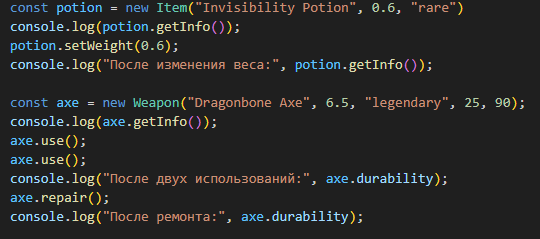 const potion = new Item("Invisibility Potion", 0.6, "rare")
console.log(potion.getInfo());
potion.setWeight(0.6);
console.log("После изменения веса:", potion.getInfo());
const axe = new Weapon("Dragonbone Axe", 6.5, "legendary", 25, 90);
console.log(axe.getInfo());
axe.use();
axe.use();
console.log("После двух использований:", axe.durability);
axe.repair();
console.log("После ремонта:", axe.durability);